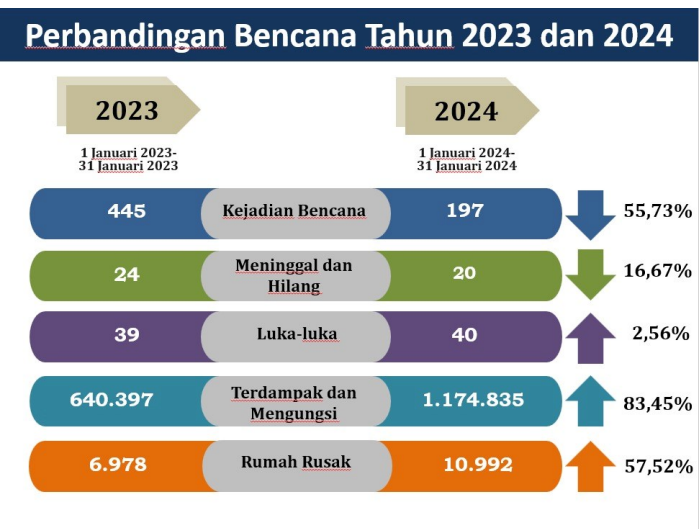 Perbandingan Bencana Tahun 2023 dan 2024
2023
2024
1 Januari 2023-
31 Januari 2023
1 Januari 2024-
31 Januari 2024
445
Kejadian Bencana
197
55,73%
24
Meninggal dan
Hilang
20
16,67%
39
Luka-luka
40
2,56%
640.397
Terdampak dan
Mengungsi
1.174.835
83,45%
6.978
Rumah Rusak
10.992
57,52%